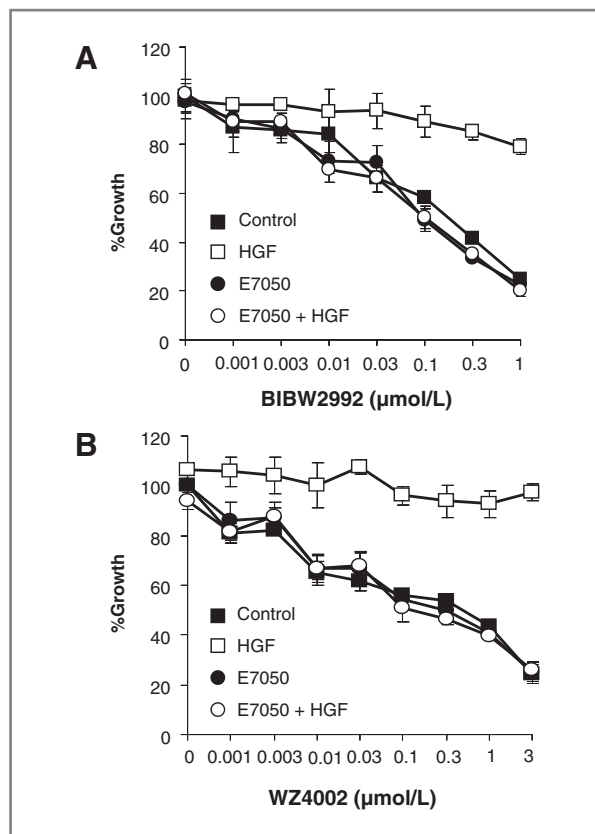 A
120
100
80
60
40
20
0
%Growth
Control
HGF
E7050
E7050 + HGF
0 0.001 0.003 0.01 0.03 0.1 0.3 1
BIBW2992 (µmol/L)
B
120
100
80
60
40
20
0
%Growth
Control
HGF
E7050
E7050 + HGF
0 0.001 0.003 0.01 0.03 0.1 0.3 1 3
WZ4002 (µmol/L)